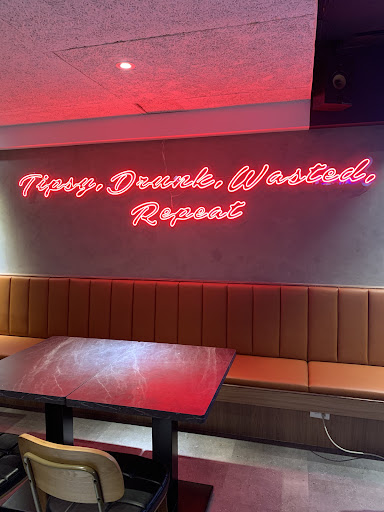 Tipsy, Drunk, Wasted,
Repeat